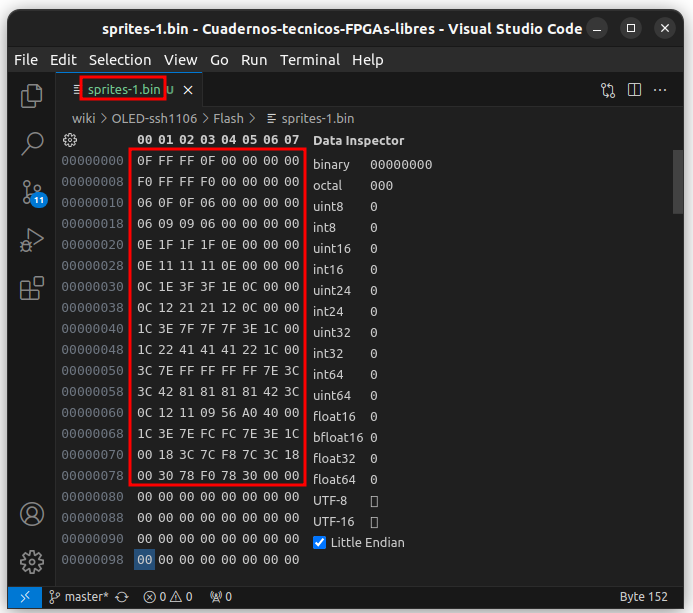 sprites-1.bin - Cuadernos-tecnicos-FPGAs-libres - Visual Studio Code
File Edit Selection View Go Run Terminal Help
sprites-1.bin U
wiki > OLED-ssh1106 > Flash > sprites-1.bin
00 01 02 03 04 05 06 07 Data Inspector
00000000 0F FF FF 0F 00 00 00 00 binary 00000000
00000008 F0 FF FF F0 00 00 00 00 octal 000
00000010 06 0F 0F 06 00 00 00 00 uint8 0
00000018 06 09 09 06 00 00 00 00 int8 0
00000020 0E 1F 1F 1F 0E 00 00 00 uint16 0
00000028 0E 11 11 11 0E 00 00 00 int16 0
00000030 0C 1E 3F 3F 1E 0C 00 00 uint24 0
00000038 0C 12 21 21 12 0C 00 00 int24 0
00000040 1C 3E 7F 7F 7F 3E 1C 00 uint32 0
00000048 1C 22 41 41 41 22 1C 00 int32 0
00000050 3C 7E FF FF FF FF 7E 3C int64 0
00000058 3C 42 81 81 81 81 42 3C uint64 0
00000060 0C 12 11 09 56 A0 40 00 float16 0
00000068 1C 3E 7E FC FC 7E 3E 1C bfloat16 0
00000070 00 18 3C 7C F8 7C 3C 18 float32 0
00000078 00 30 78 F0 78 30 00 00 float64 0
00000080 00 00 00 00 00 00 00 00 UTF-8
00000088 00 00 00 00 00 00 00 00 UTF-16
00000090 00 00 00 00 00 00 00 00 Little Endian
00000098 00 00 00 00 00 00 00 00
11
master* 0 0 0 Byte 152